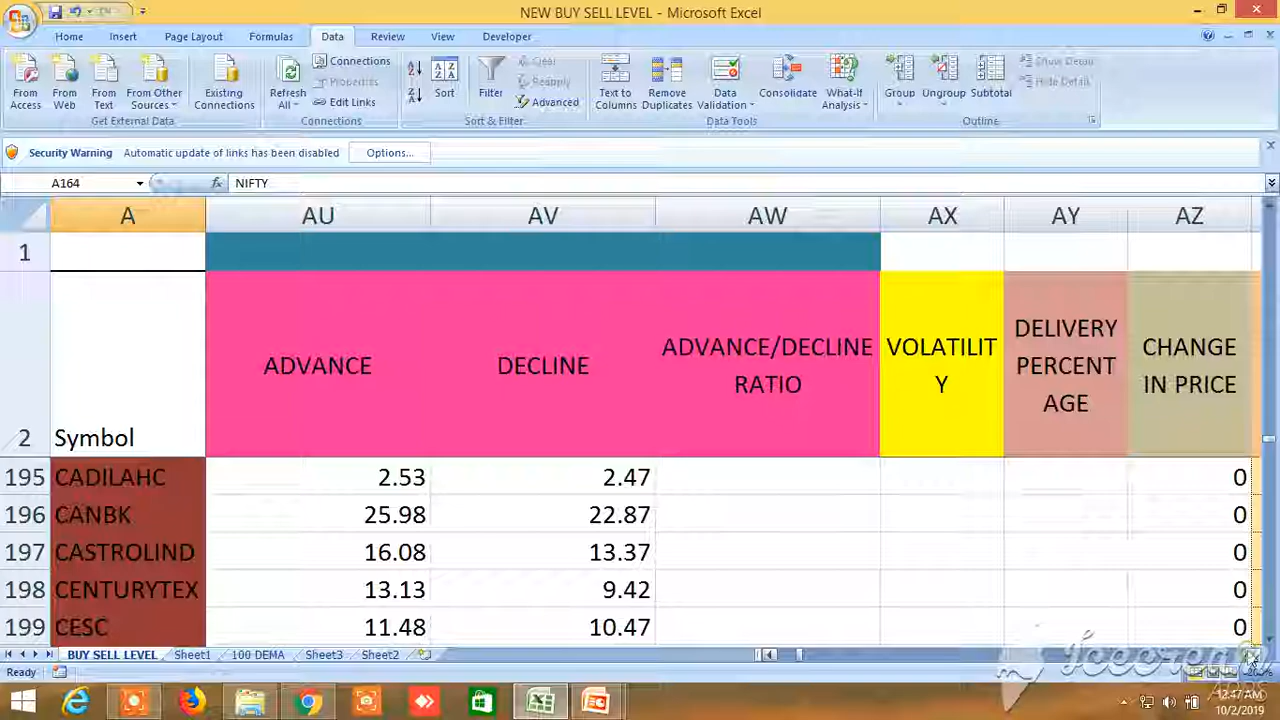 NEW BUY SELL LEVEL - Microsoft Excel
Home Insert Page Layout Formulas Data Review View Developer
From Access
From Web
From Text
From Other Sources
Existing Connections
Get External Data
Refresh All
Connections
Properties
Edit Links
Connections
Sort
Filter
Clear
Reapply
Advanced
Sort & Filter
Text to Columns
Remove Duplicates
Data Validation
Consolidate
What-If Analysis
Data Tools
Group
Ungroup
Subtotal
Show Detail
Hide Detail
Outline
Security Warning Automatic update of links has been disabled Options...
A164 fx NIFTY
A AU AV AW AX AY AZ
1
2 Symbol
ADVANCE
DECLINE
ADVANCE/DECLINE
RATIO
VOLATILIT
Y
DELIVERY
PERCENT
AGE
CHANGE
IN PRICE
195 CADILAHC 2.53 2.47 0
196 CANBK 25.98 22.87 0
197 CASTROLIND 16.08 13.37 0
198 CENTURYTEX 13.13 9.42 0
199 CESC 11.48 10.47 0
BUY SELL LEVEL Sheet1 100 DEMA Sheet3 Sheet2
Ready
Icecream
12:47 AM
10/2/2019